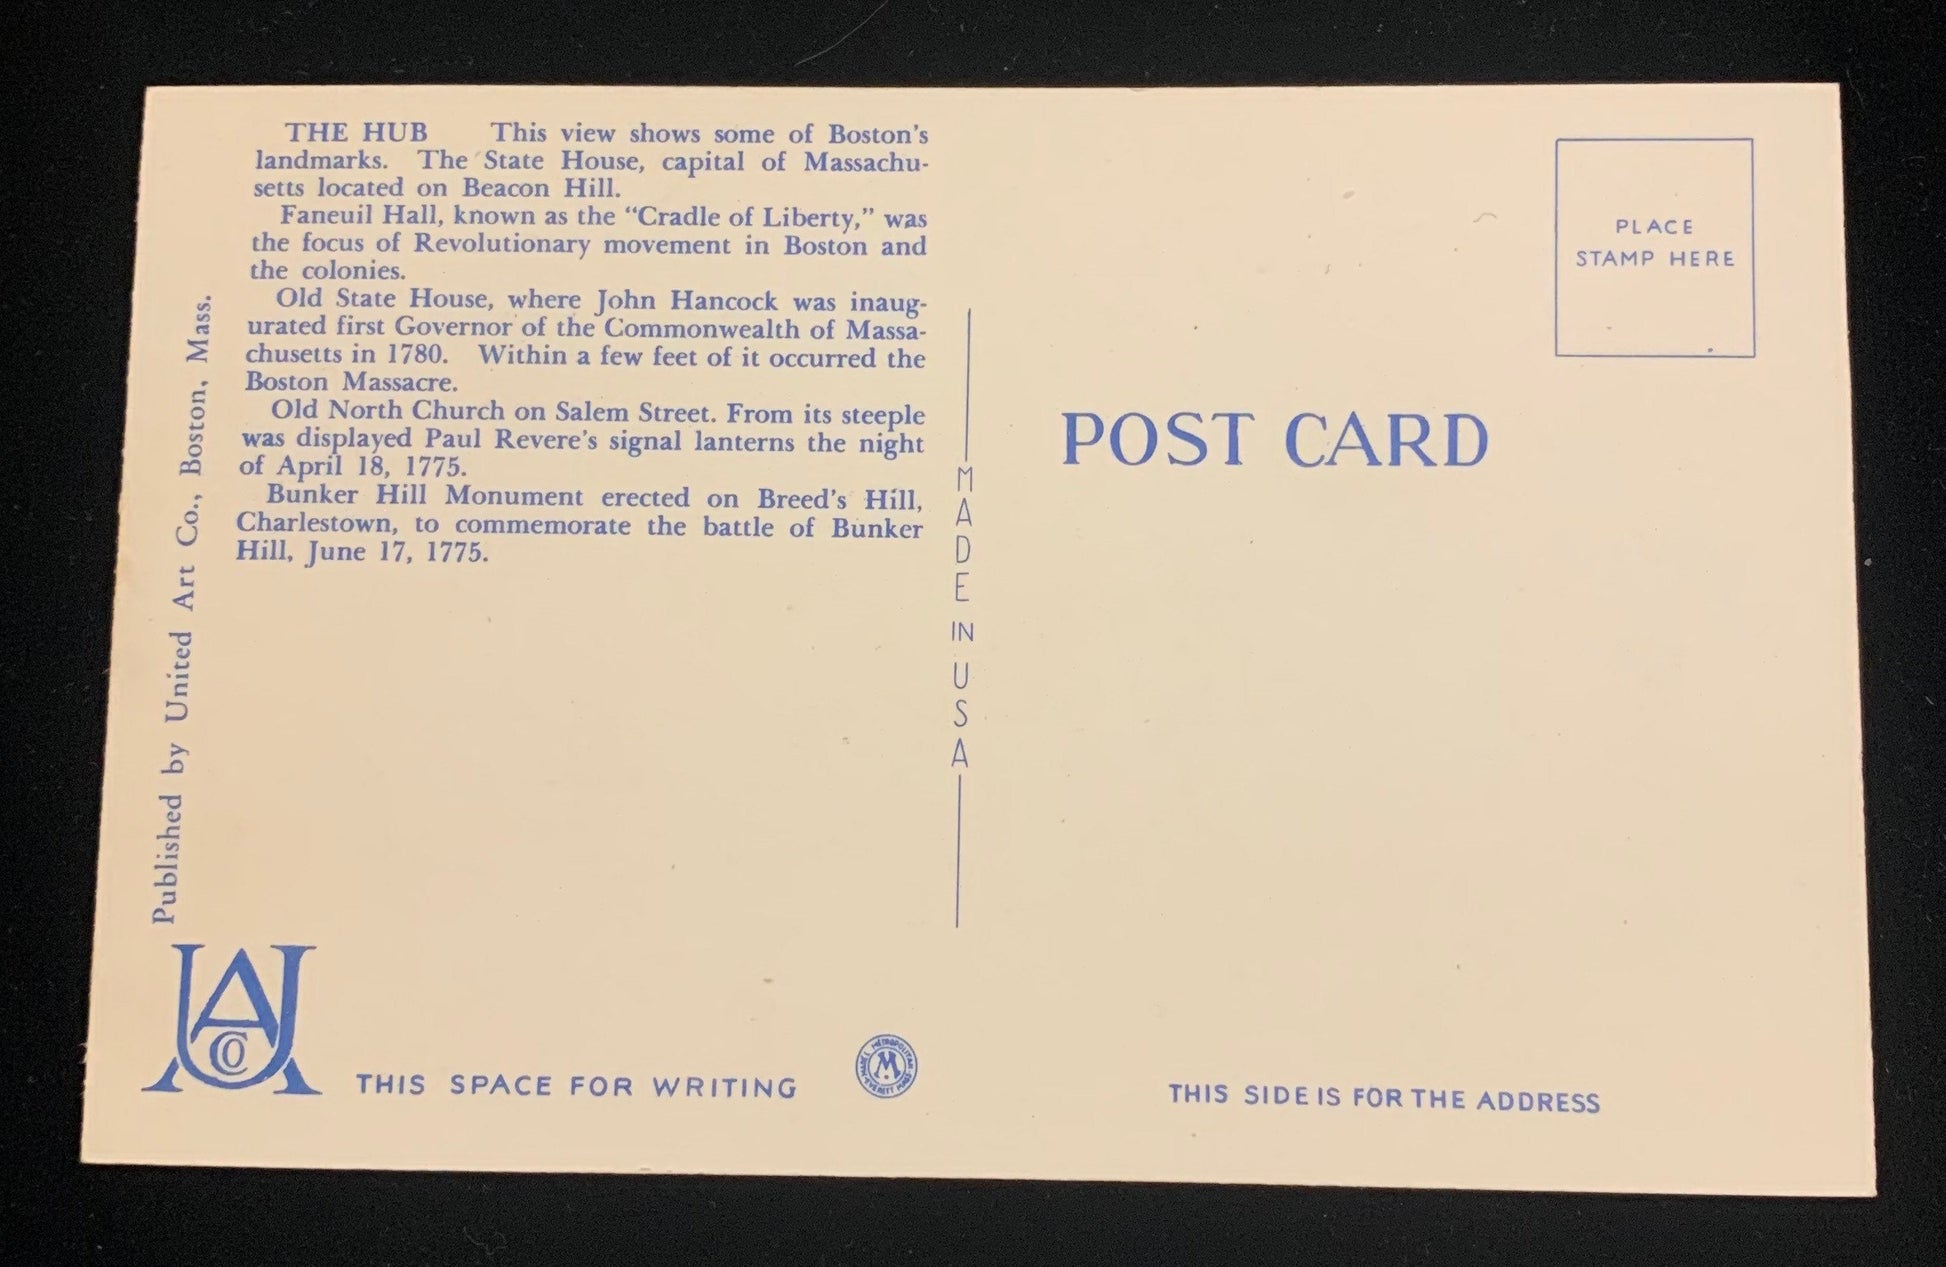 THE HUB This view shows some of Boston's
landmarks. The State House, capital of Massachu-
setts located on Beacon Hill.
Faneuil Hall, known as the “Cradle of Liberty,” was
the focus of Revolutionary movement in Boston and
the colonies.
Old State House, where John Hancock was inaug-
urated first Governor of the Commonwealth of Massa-
chusetts in 1780. Within a few feet of it occurred the
Boston Massacre.
Old North Church on Salem Street. From its steeple
was displayed Paul Revere's signal lanterns the night
of April 18, 1775.
Bunker Hill Monument erected on Breed's Hill,
Charlestown, to commemorate the battle of Bunker
Hill, June 17, 1775.
Published by United Art Co., Boston, Mass.
UA
CO
THIS SPACE FOR WRITING
METROPOLITAN
EVERETT MASS
M
MADE IN USA
PLACE
STAMP HERE
POST CARD
THIS SIDE IS FOR THE ADDRESS